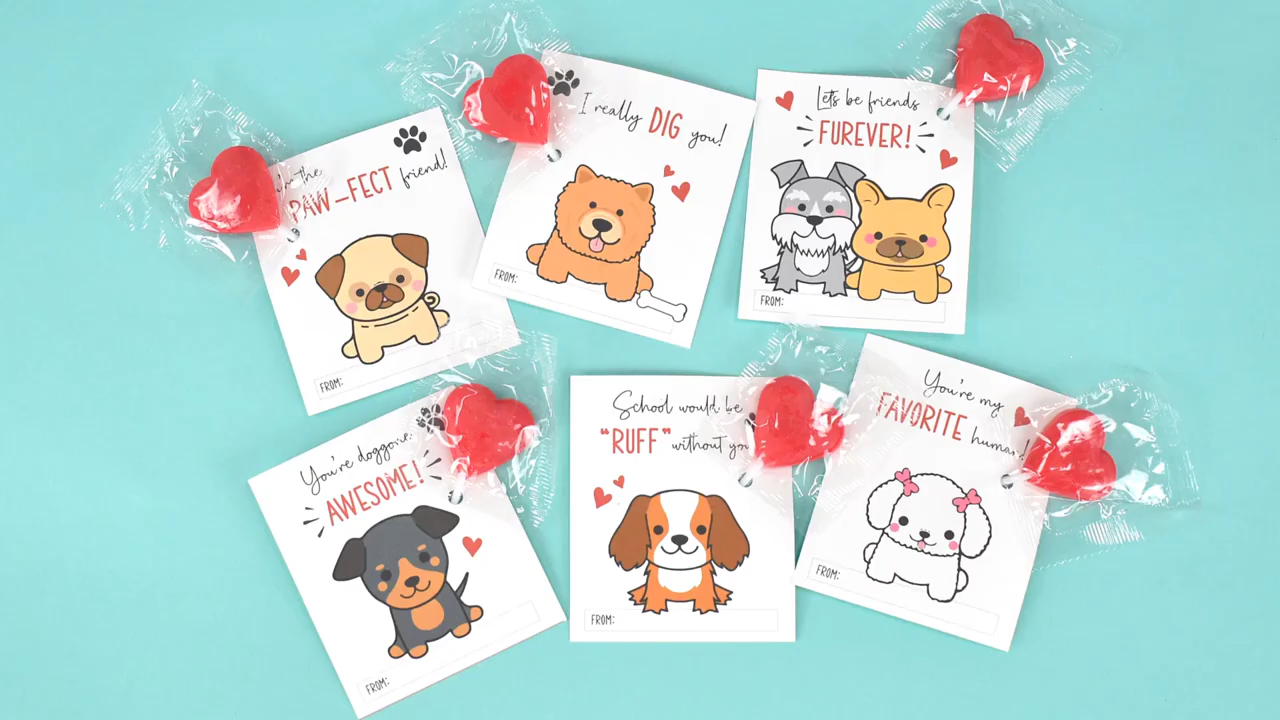 the
PAW-FECT friend!
FROM:
I really DIG you!
FROM:
Lets be friends
FUREVER!
FROM:
You're doggone
AWESOME!
FROM:
School would be
"RUFF" without you
FROM:
You're my
FAVORITE human!
FROM: